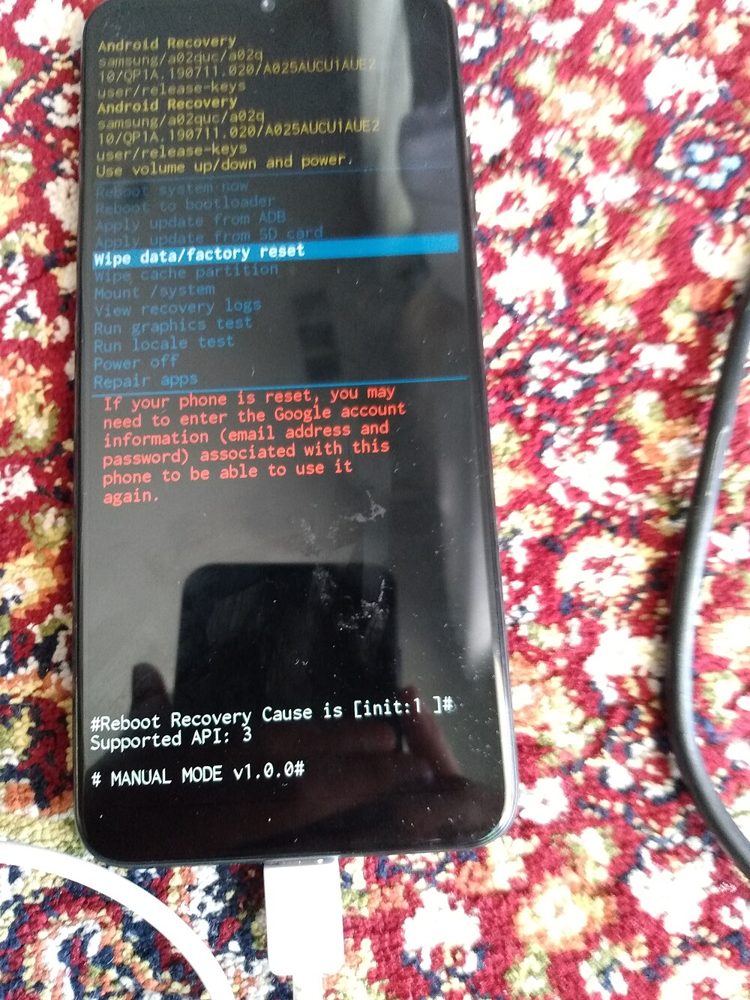 Android Recovery
samsung/a02quc/a02q
10/QP1A.190711.020/A025AUCU1AUE2
user/release-keys
Android Recovery
samsung/a02quc/a02q
10/QP1A.190711.020/A025AUCU1AUE2
user/release-keys
Use volume up/down and power.
Reboot system now
Reboot to bootloader
Apply update from ADB
Apply update from SD card
Wipe data/factory reset
Wipe cache partition
Mount /system
View recovery logs
Run graphics test
Run locale test
Power off
Repair apps
If your phone is reset, you may
need to enter the Google account
information (email address and
password) associated with this
phone to be able to use it
again.
#Reboot Recovery Cause is [init:1 ]#
Supported API: 3
# MANUAL MODE v1.0.0#